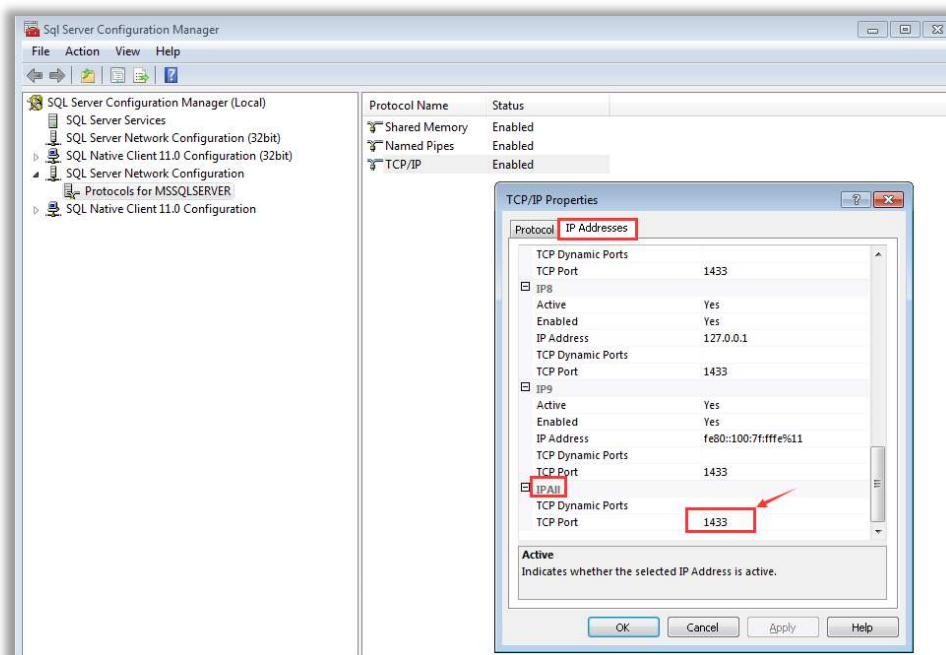 Sql Server Configuration Manager
File Action View Help
SQL Server Configuration Manager (Local)
SQL Server Services
SQL Server Network Configuration (32bit)
SQL Native Client 11.0 Configuration (32bit)
SQL Server Network Configuration
Protocols for MSSQLSERVER
SQL Native Client 11.0 Configuration
Protocol Name Status
Shared Memory Enabled
Named Pipes Enabled
TCP/IP Enabled
TCP/IP Properties
Protocol IP Addresses
TCP Dynamic Ports
TCP Port 1433
IP8
Active Yes
Enabled Yes
IP Address 127.0.0.1
TCP Dynamic Ports
TCP Port 1433
IP9
Active Yes
Enabled Yes
IP Address fe80::100:7f:fffe%11
TCP Dynamic Ports
TCP Port 1433
IPAll
TCP Dynamic Ports
TCP Port 1433
Active
Indicates whether the selected IP Address is active.
OK Cancel Apply Help